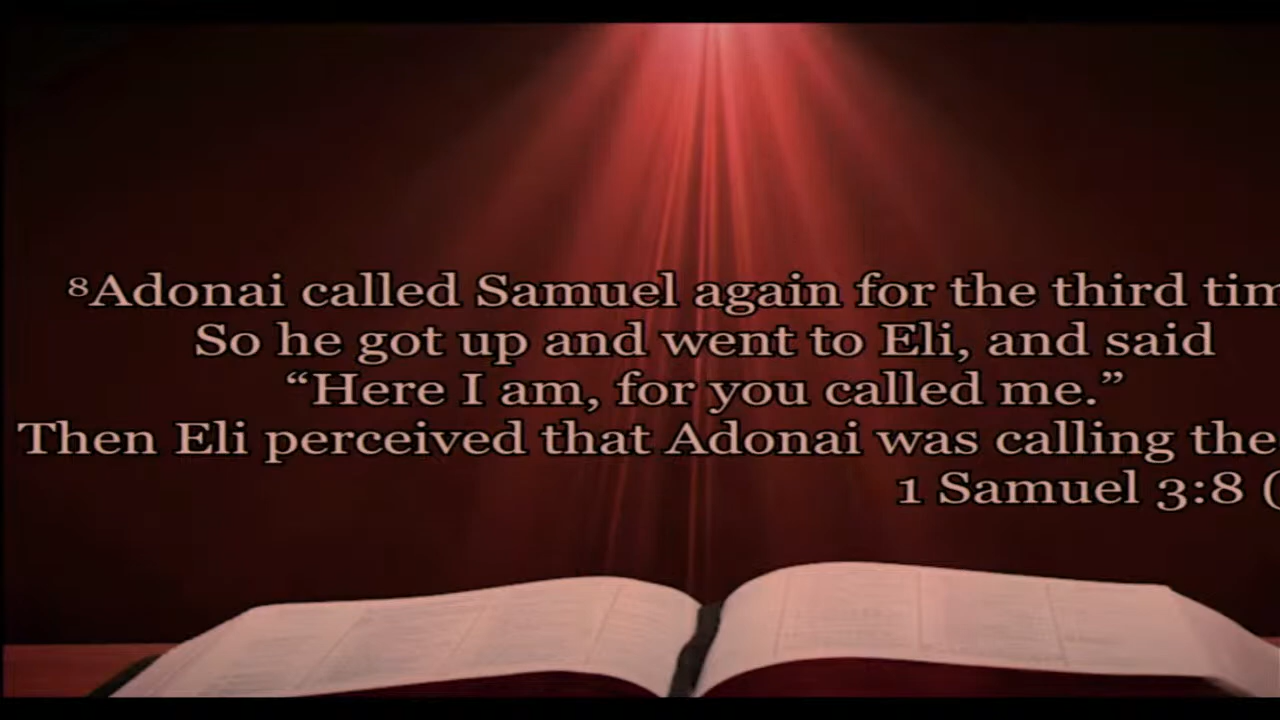 ⁸Adonai called Samuel again for the third tim
So he got up and went to Eli, and said
“Here I am, for you called me.”
Then Eli perceived that Adonai was calling the
1 Samuel 3:8 (